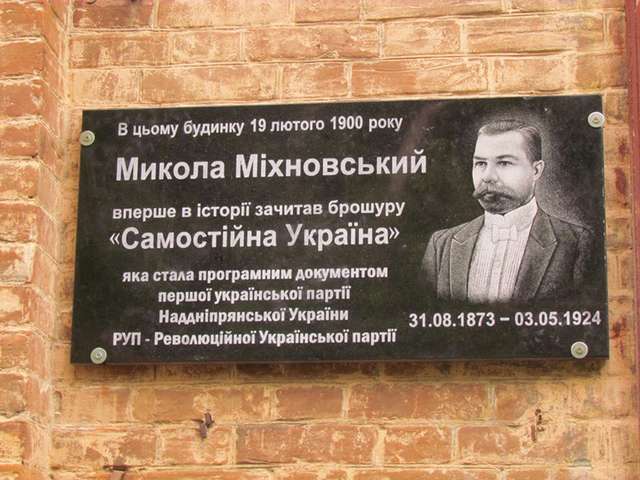 В цьому будинку 19 лютого 1900 року
Микола Міхновський
вперше в історії зачитав брошуру
«Самостійна Україна»
яка стала програмним документом
першої української партії
Наддніпрянської України
РУП - Революційної Української партії
31.08.1873 – 03.05.1924